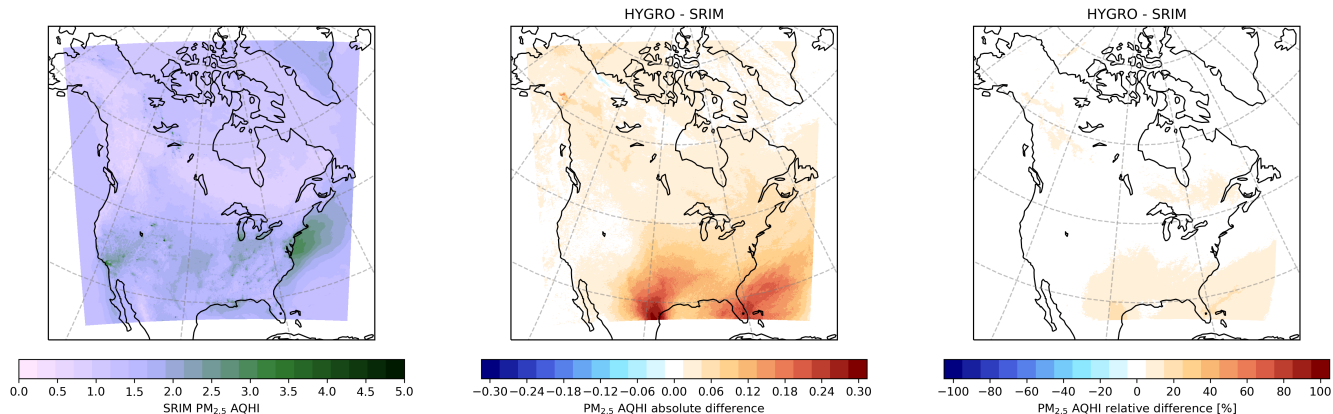 HYGRO - SRIM
HYGRO - SRIM
0.0 0.5 1.0 1.5 2.0 2.5 3.0 3.5 4.0 4.5 5.0
SRIM PM2.5 AQHI
−0.30 −0.24 −0.18 −0.12 −0.06 0.00 0.06 0.12 0.18 0.24 0.30
PM2.5 AQHI absolute difference
−100 −80 −60 −40 −20 0 20 40 60 80 100
PM2.5 AQHI relative difference [%]